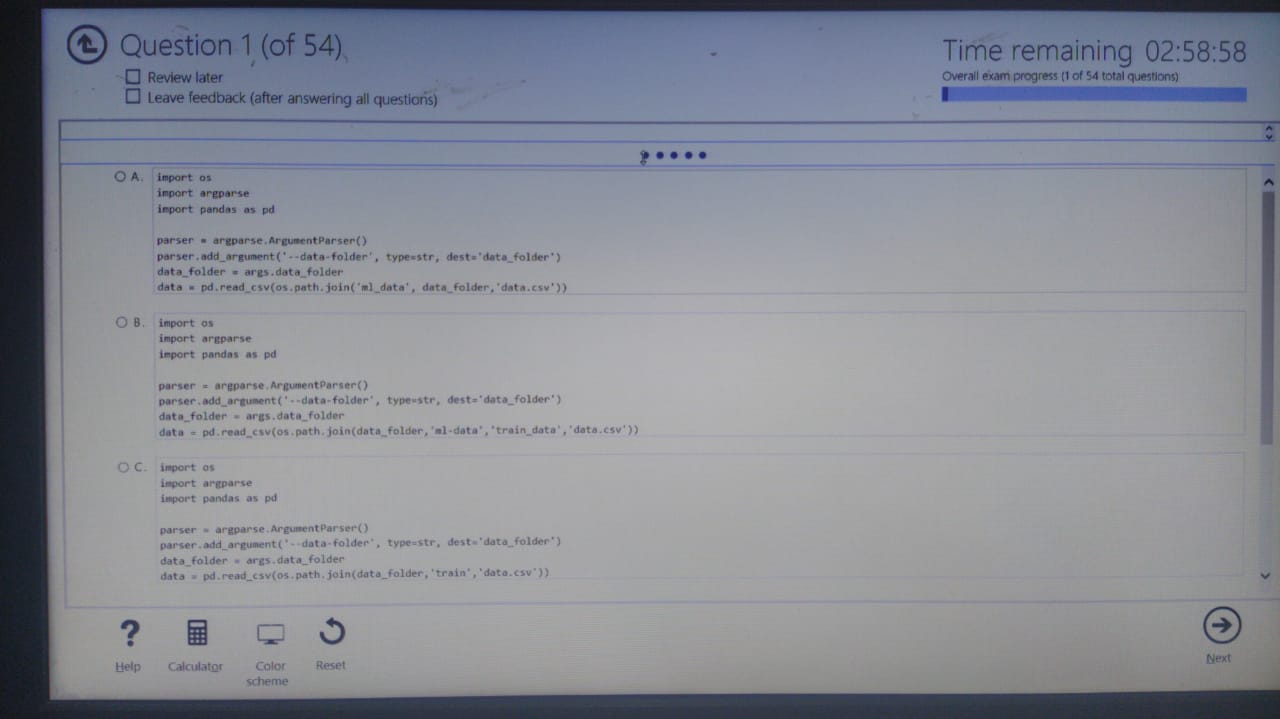 Question 1 (of 54)
Review later
Leave feedback (after answering all questions)
Time remaining 02:58:58
Overall exam progress (1 of 54 total questions)
A. import os
import argparse
import pandas as pd
parser = argparse.ArgumentParser()
parser.add_argument('--data-folder', type=str, dest='data_folder')
data_folder = args.data_folder
data = pd.read_csv(os.path.join('ml_data', data_folder,'data.csv'))
B. import os
import argparse
import pandas as pd
parser = argparse.ArgumentParser()
parser.add_argument('--data-folder', type=str, dest='data_folder')
data_folder = args.data_folder
data = pd.read_csv(os.path.join(data_folder,'ml-data','train_data','data.csv'))
C. import os
import argparse
import pandas as pd
parser = argparse.ArgumentParser()
parser.add_argument('--data-folder', type=str, dest='data_folder')
data_folder = args.data_folder
data = pd.read_csv(os.path.join(data_folder,'train','data.csv'))
? Help
Calculator
Color scheme
Reset
Next